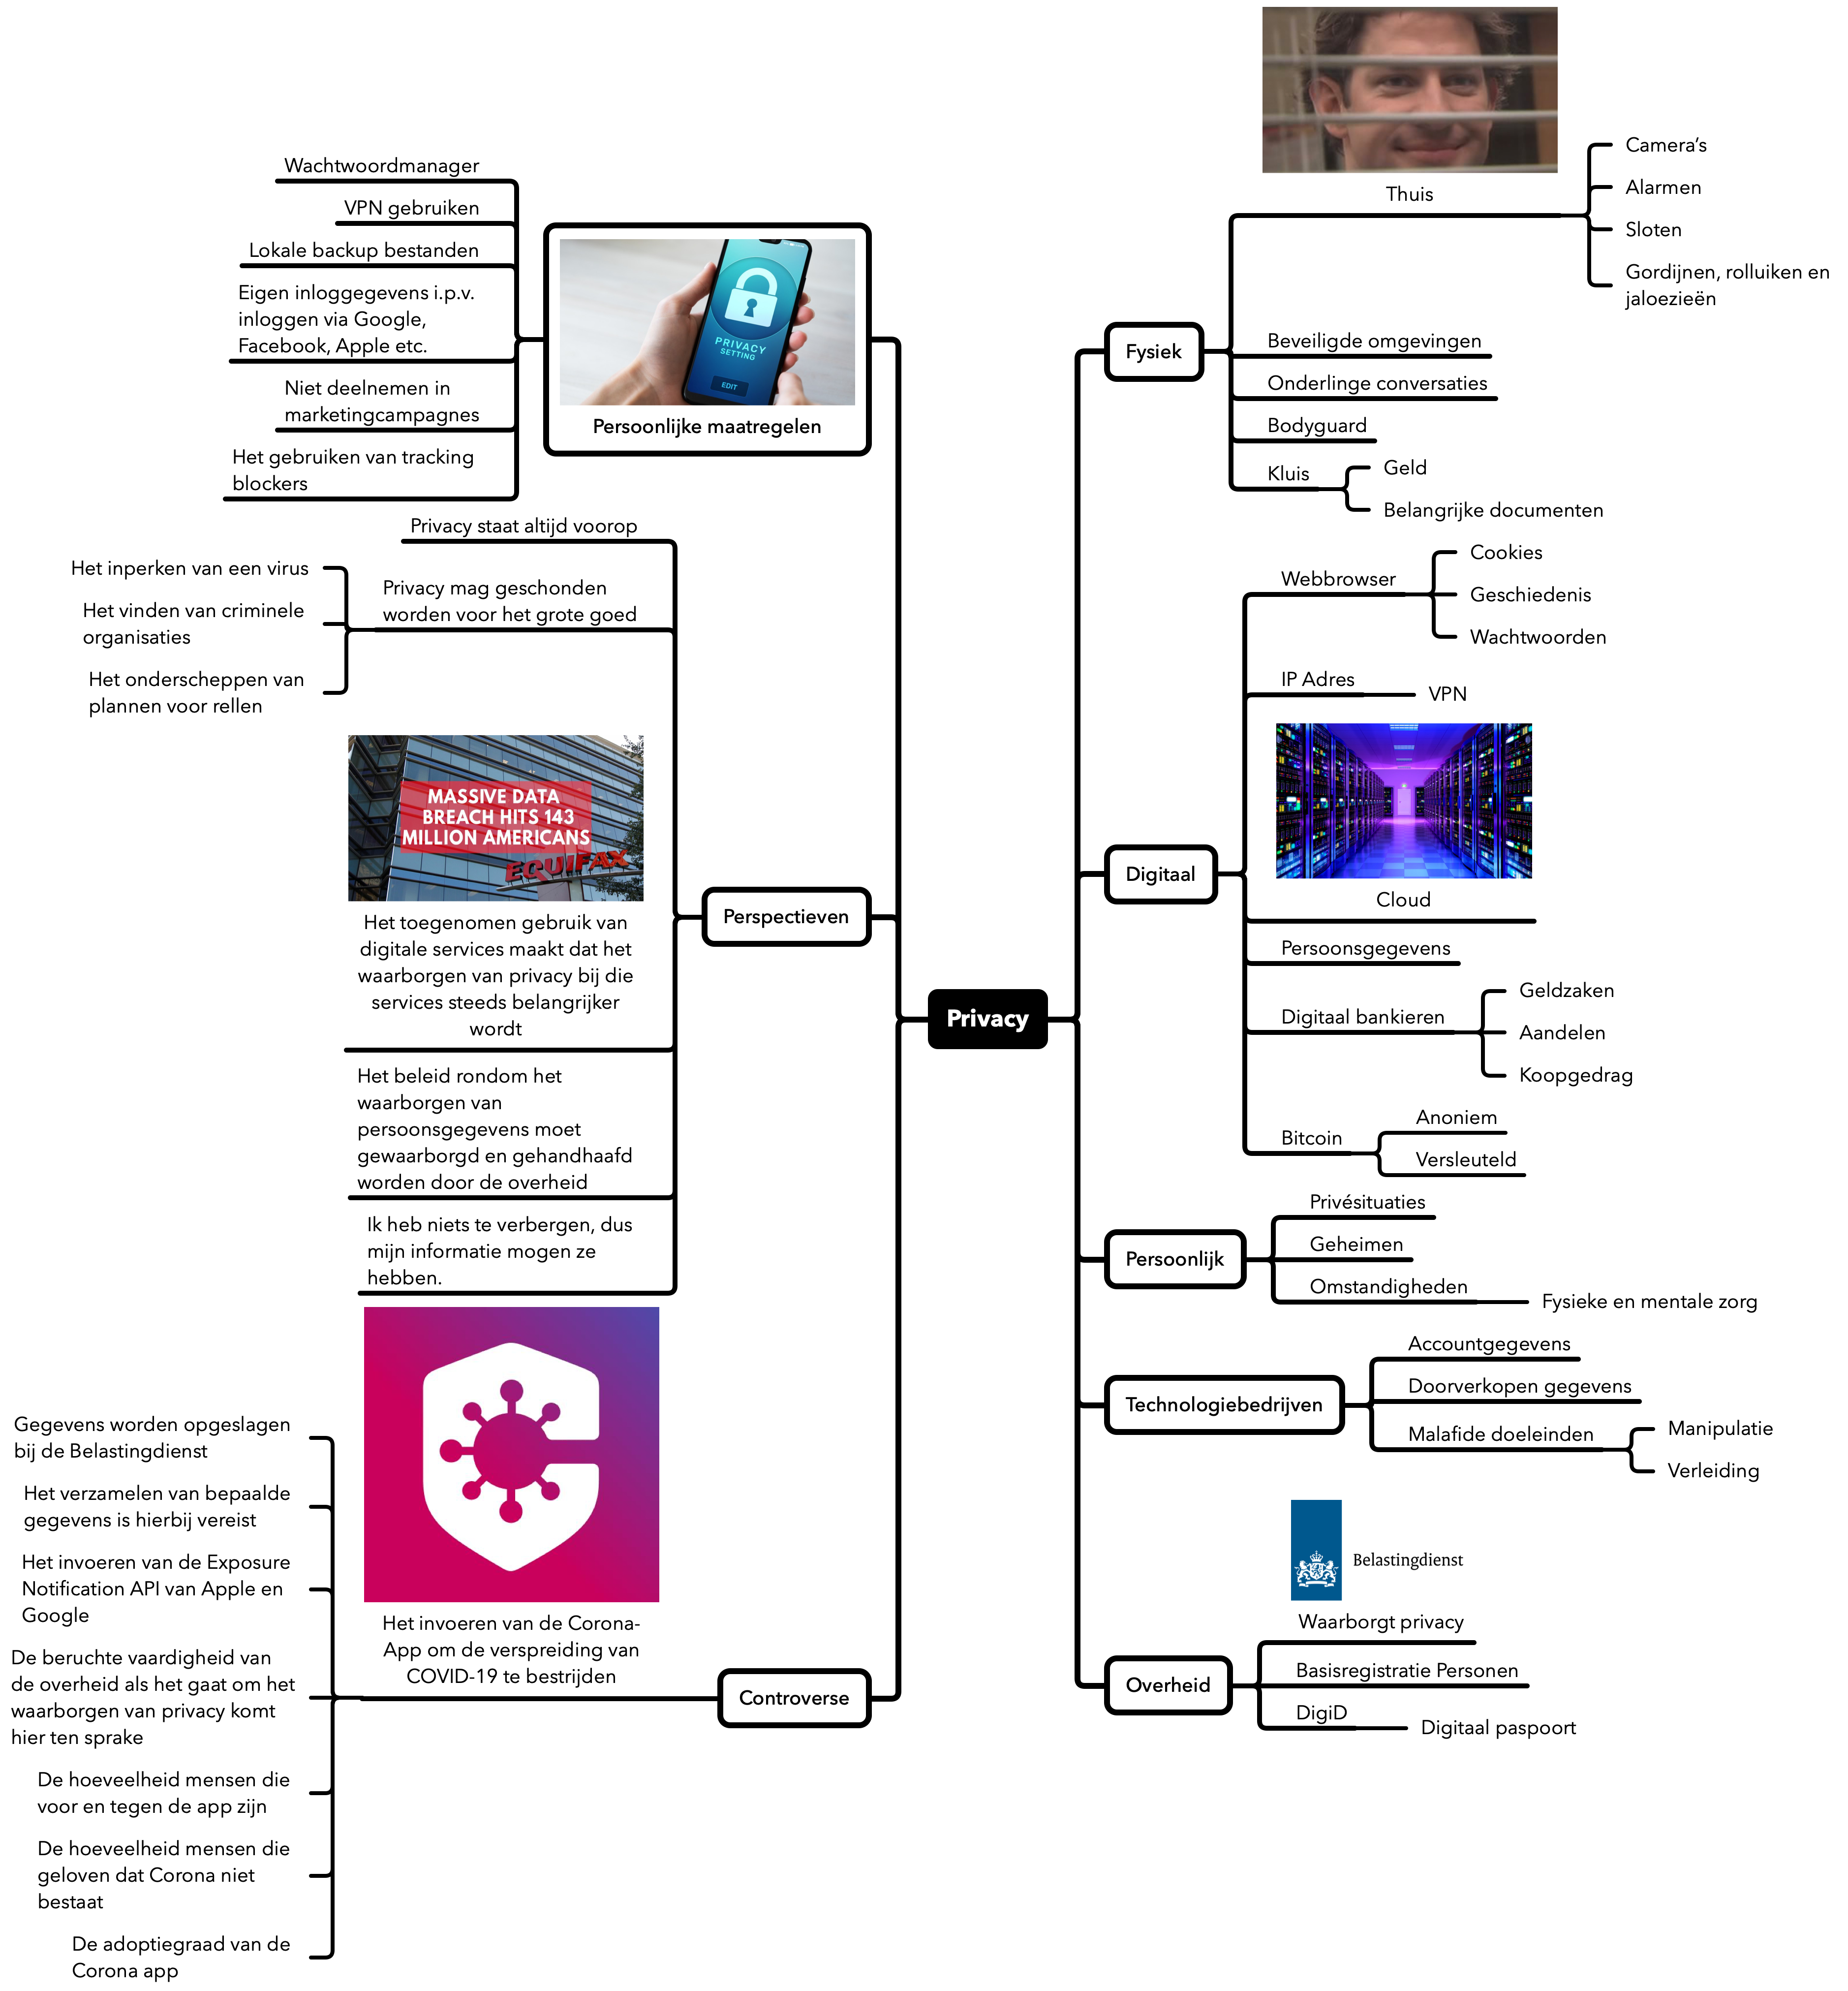 Privacy
Persoonlijke maatregelen
PRIVACY
SETTING
EDIT
Wachtwoordmanager
VPN gebruiken
Lokale backup bestanden
Eigen inloggegevens i.p.v.
inloggen via Google,
Facebook, Apple etc.
Niet deelnemen in
marketingcampagnes
Het gebruiken van tracking
blockers
Perspectieven
Privacy staat altijd voorop
Privacy mag geschonden
worden voor het grote goed
Het inperken van een virus
Het vinden van criminele
organisaties
Het onderscheppen van
plannen voor rellen
MASSIVE DATA
BREACH HITS 143
MILLION AMERICANS
EQUIFAX
Het toegenomen gebruik van
digitale services maakt dat het
waarborgen van privacy bij die
services steeds belangrijker
wordt
Het beleid rondom het
waarborgen van
persoonsgegevens moet
gewaarborgd en gehandhaafd
worden door de overheid
Ik heb niets te verbergen, dus
mijn informatie mogen ze
hebben.
Controverse
Het invoeren van de Corona-
App om de verspreiding van
COVID-19 te bestrijden
Gegevens worden opgeslagen
bij de Belastingdienst
Het verzamelen van bepaalde
gegevens is hierbij vereist
Het invoeren van de Exposure
Notification API van Apple en
Google
De beruchte vaardigheid van
de overheid als het gaat om het
waarborgen van privacy komt
hier ten sprake
De hoeveelheid mensen die
voor en tegen de app zijn
De hoeveelheid mensen die
geloven dat Corona niet
bestaat
De adoptiegraad van de
Corona app
Fysiek
Thuis
Camera's
Alarmen
Sloten
Gordijnen, rolluiken en
jaloezieën
Beveiligde omgevingen
Onderlinge conversaties
Bodyguard
Kluis
Geld
Belangrijke documenten
Digitaal
Webbrowser
Cookies
Geschiedenis
Wachtwoorden
IP Adres
VPN
Cloud
Persoonsgegevens
Digitaal bankieren
Geldzaken
Aandelen
Koopgedrag
Bitcoin
Anoniem
Versleuteld
Persoonlijk
Privésituaties
Geheimen
Omstandigheden
Fysieke en mentale zorg
Technologiebedrijven
Accountgegevens
Doorverkopen gegevens
Malafide doeleinden
Manipulatie
Verleiding
Overheid
Belastingdienst
Waarborgt privacy
Basisregistratie Personen
DigiD
Digitaal paspoort